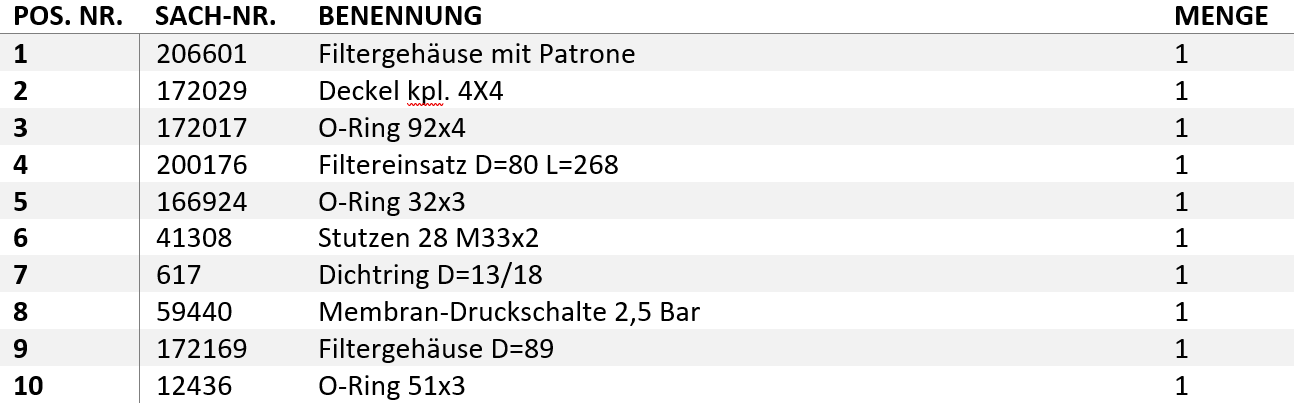 POS. NR. SACH-NR. BENENNUNG MENGE
1 206601 Filtergehäuse mit Patrone 1
2 172029 Deckel kpl. 4X4 1
3 172017 O-Ring 92x4 1
4 200176 Filtereinsatz D=80 L=268 1
5 166924 O-Ring 32x3 1
6 41308 Stutzen 28 M33x2 1
7 617 Dichtring D=13/18 1
8 59440 Membran-Druckschalte 2,5 Bar 1
9 172169 Filtergehäuse D=89 1
10 12436 O-Ring 51x3 1